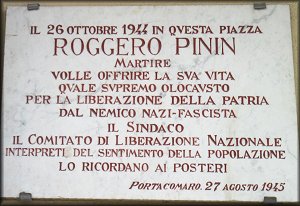 IL 26 OTTOBRE 1944 IN QVESTA PIAZZA
ROGGERO PININ
MARTIRE
VOLLE OFFRIRE LA SVA' VITA
QVALE SVPREMO OLOCAVSTO
PER LA LIBERAZIONE DELLA PATRIA
DAL NEMICO NAZI-FASCISTA
IL SINDACO
IL COMITATO DI LIBERAZIONE NAZIONALE
INTERPRETI DEL SENTIMENTO DELLA POPOLAZIONE
LO RICORDANO AI POSTERI
PORTACOMARO, 27 AGOSTO 1945